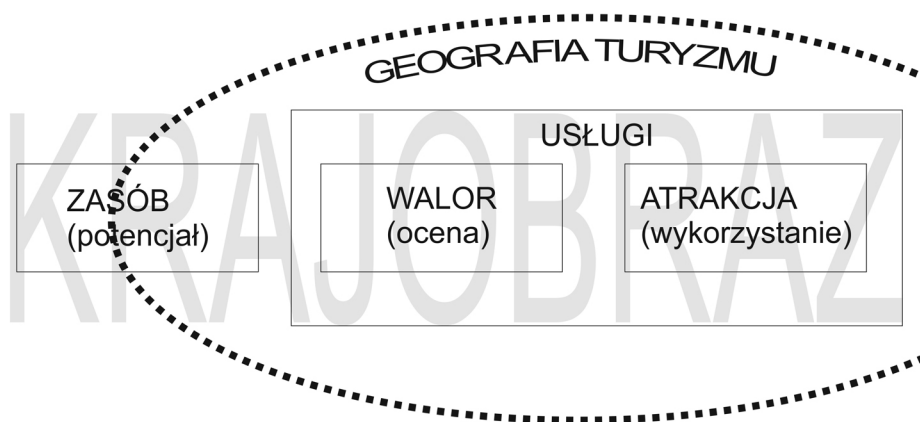 GEOGRAFIA TURYZMU
KRAJOBRAZ
USŁUGI
ZASÓB
(potencjał)
WALOR
(ocena)
ATRAKCJA
(wykorzystanie)